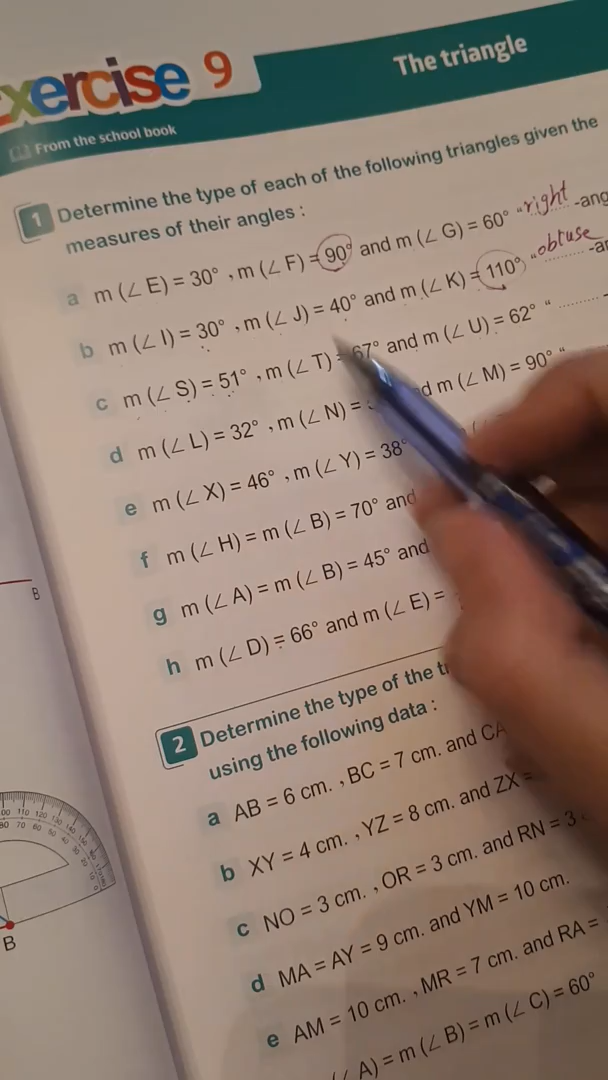 xercise 9
The triangle
From the school book
1 Determine the type of each of the following triangles given the
measures of their angles :
a m (∠ E) = 30° , m (∠ F) = 90° and m (∠ G) = 60° " right -ang
b m (∠ I) = 30° , m (∠ J) = 40° and m (∠ K) = 110° " obtuse -an
c m (∠ S) = 51° , m (∠ T) = 67° and m (∠ U) = 62° " ........ -
d m (∠ L) = 32° , m (∠ N) = d m (∠ M) = 90° "
e m (∠ X) = 46° , m (∠ Y) = 38°
f m (∠ H) = m (∠ B) = 70° and
g m (∠ A) = m (∠ B) = 45° and
h m (∠ D) = 66° and m (∠ E) =
2 Determine the type of the
using the following data :
a AB = 6 cm. , BC = 7 cm. and CA
b XY = 4 cm. , YZ = 8 cm. and ZX =
c NO = 3 cm. , OR = 3 cm. and RN = 3
d MA = AY = 9 cm. and YM = 10 cm.
e AM = 10 cm. , MR = 7 cm. and RA =
∠ A) = m (∠ B) = m (∠ C) = 60°
B
B